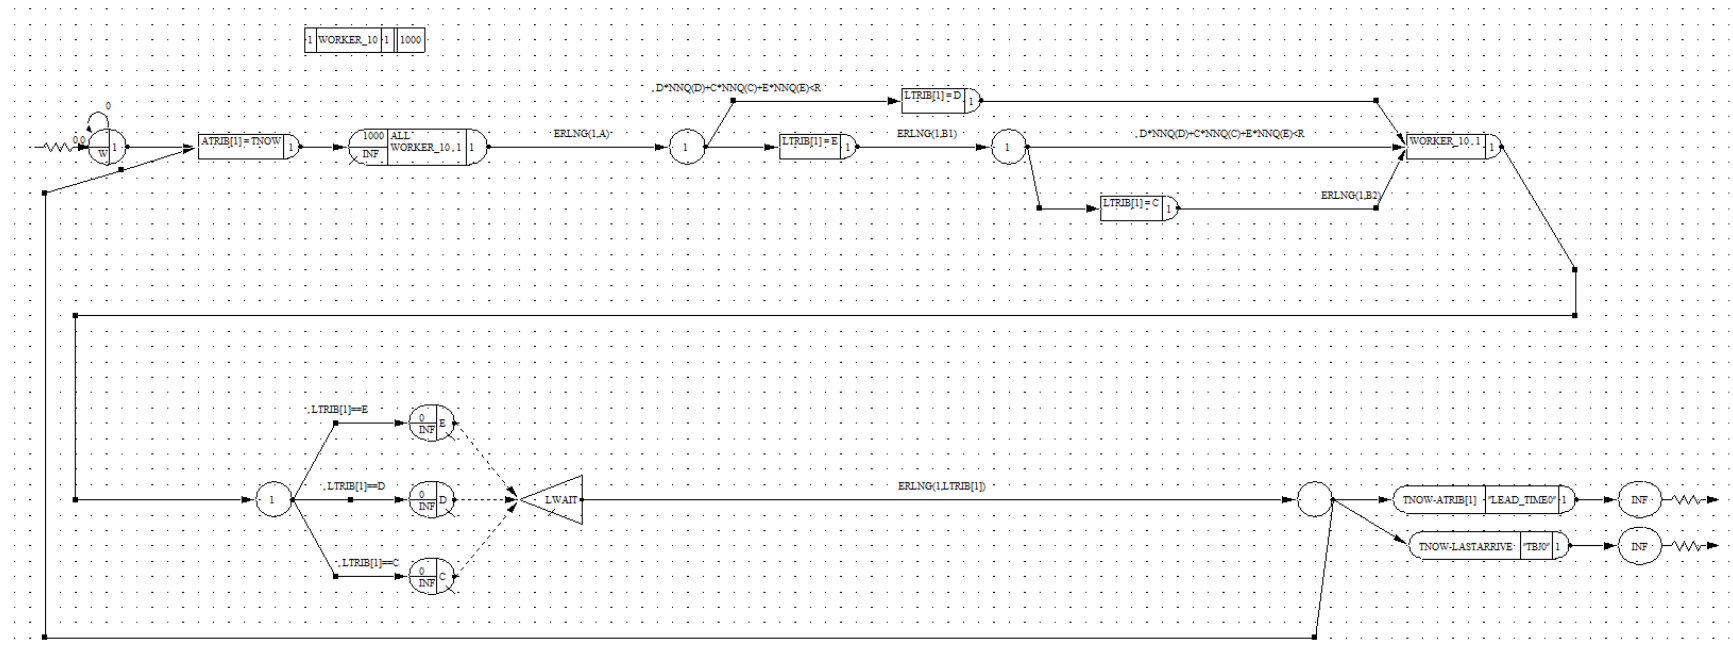 1 WORKER_10 1 1000
, D*NNQ(D)+C*NNQ(C)+E*NNQ(E)<R
LTRIB[1] = D 1
0
0,0
W 1
ATRIB[1] = TNOW 1
1000 ALL
INF WORKER_10, 1 1
ERLNG(1,A)
1
LTRIB[1] = E 1
ERLNG(1,B1)
1
, D*NNQ(D)+C*NNQ(C)+E*NNQ(E)<R
WORKER_10, 1 1
LTRIB[1] = C 1
ERLNG(1,B2)
, LTRIB[1]==E
0
INF E
1
, LTRIB[1]==D
0
INF D
LWAIT
ERLNG(1,LTRIB[1])
TNOW-ATRIB[1] "LEAD_TIME0" 1
INF
TNOW-LASTARRIVE "TBJ0" 1
INF
, LTRIB[1]==C
0
INF C